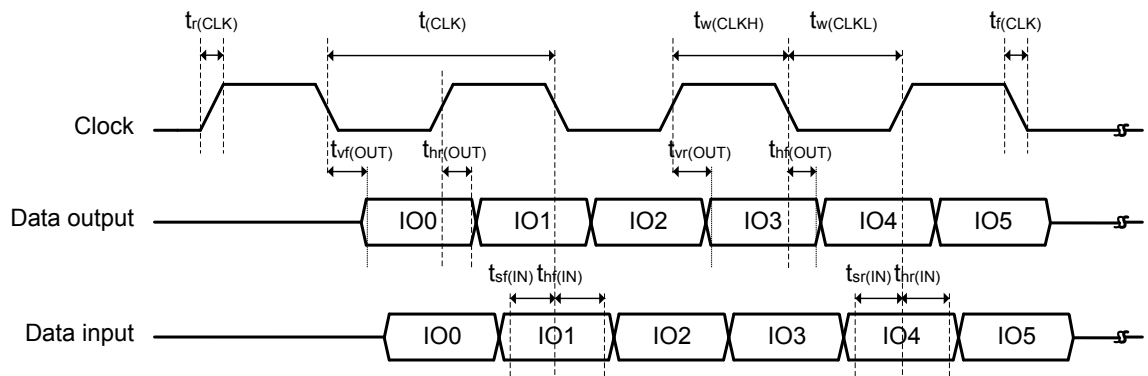 tr(CLK) t(CLK) tw(CLKH) tw(CLKL) tf(CLK)
Clock
tvf(OUT) thr(OUT) tvr(OUT) thf(OUT)
Data output IO0 IO1 IO2 IO3 IO4 IO5
tsf(IN) thf(IN) tsr(IN) thr(IN)
Data input IO0 IO1 IO2 IO3 IO4 IO5